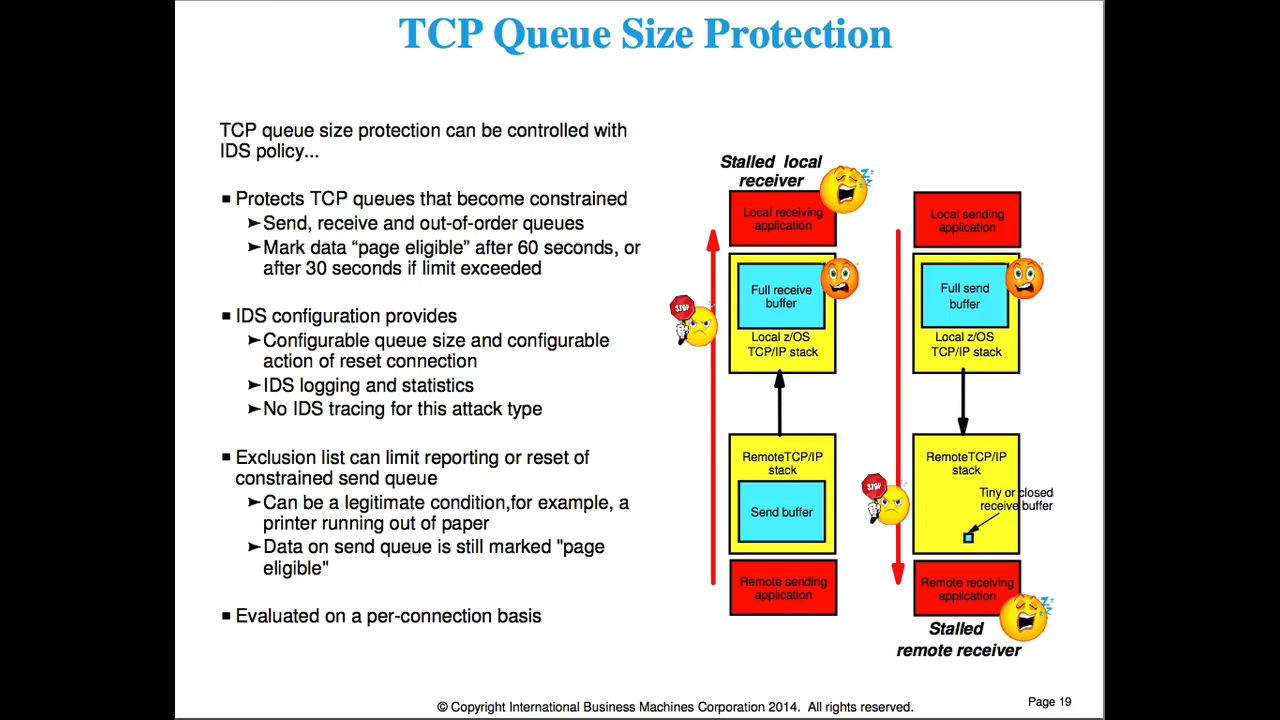 TCP Queue Size Protection
TCP queue size protection can be controlled with
IDS policy...
▪ Protects TCP queues that become constrained
➤Send, receive and out-of-order queues
➤Mark data “page eligible” after 60 seconds, or
after 30 seconds if limit exceeded
▪ IDS configuration provides
➤Configurable queue size and configurable
action of reset connection
➤IDS logging and statistics
➤No IDS tracing for this attack type
▪ Exclusion list can limit reporting or reset of
constrained send queue
➤Can be a legitimate condition,for example, a
printer running out of paper
➤Data on send queue is still marked "page
eligible"
▪ Evaluated on a per-connection basis
Stalled local
receiver
Local receiving
application
Full receive
buffer
Local z/OS
TCP/IP stack
STOP
RemoteTCP/IP
stack
Send buffer
Remote sending
application
Local sending
application
Full send
buffer
Local z/OS
TCP/IP stack
RemoteTCP/IP
stack
STOP
Tiny or closed
receive buffer
Remote receiving
application
Stalled
remote receiver
© Copyright International Business Machines Corporation 2014. All rights reserved.
Page 19